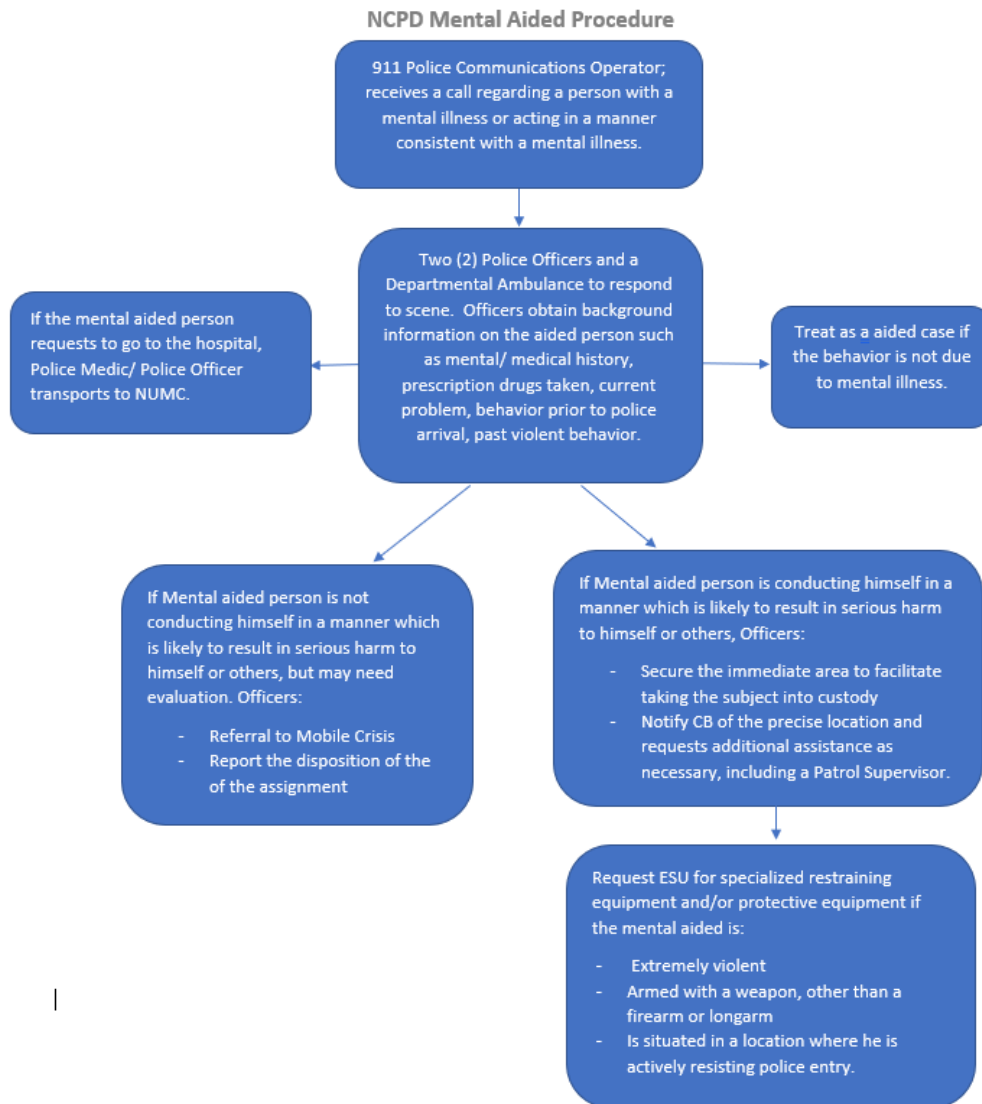 NCPD Mental Aided Procedure
911 Police Communications Operator;
receives a call regarding a person with a
mental illness or acting in a manner
consistent with a mental illness.
Two (2) Police Officers and a
Departmental Ambulance to respond
to scene.  Officers obtain background
information on the aided person such
as mental/ medical history,
prescription drugs taken, current
problem, behavior prior to police
arrival, past violent behavior.
If the mental aided person
requests to go to the hospital,
Police Medic/ Police Officer
transports to NUMC.
Treat as a aided case if
the behavior is not due
to mental illness.
If Mental aided person is not
conducting himself in a manner which
is likely to result in serious harm to
himself or others, but may need
evaluation. Officers:
- Referral to Mobile Crisis
- Report the disposition of the
of the assignment
If Mental aided person is conducting himself in a
manner which is likely to result in serious harm
to himself or others, Officers:
- Secure the immediate area to facilitate
taking the subject into custody
- Notify CB of the precise location and
requests additional assistance as
necessary, including a Patrol Supervisor.
Request ESU for specialized restraining
equipment and/or protective equipment if
the mental aided is:
- Extremely violent
- Armed with a weapon, other than a
firearm or longarm
- Is situated in a location where he is
actively resisting police entry.